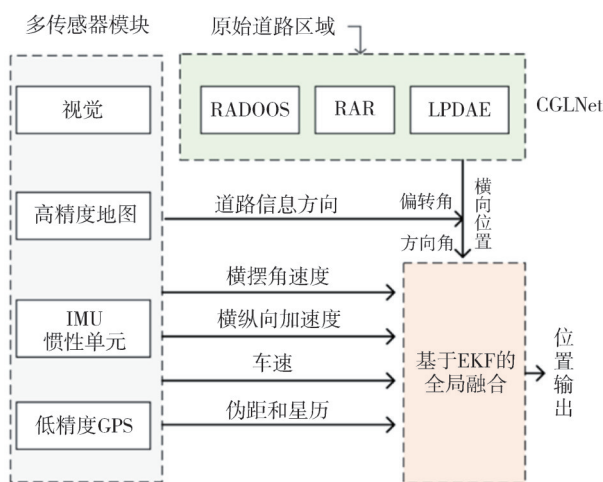 多传感器模块
原始道路区域
视觉
RADOOS
RAR
LPDAE
CGLNet
高精度地图
道路信息方向
偏转角
横向位置
方向角
横摆角速度
IMU
惯性单元
横纵向加速度
车速
基于EKF的
全局融合
位置输出
低精度GPS
伪距和星历